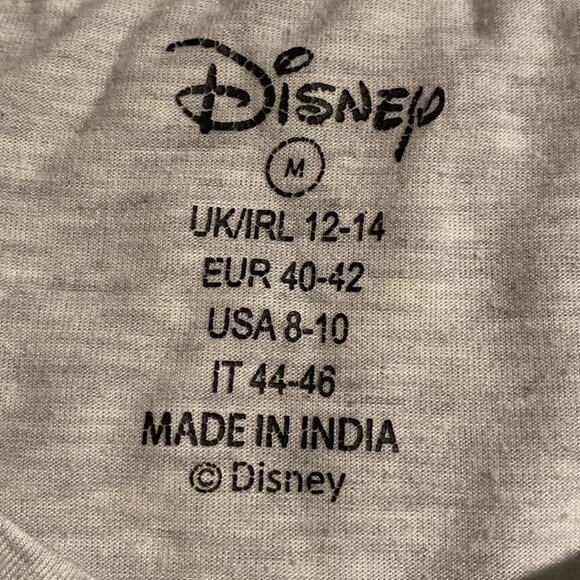 Disney
M
UK/IRL 12-14
EUR 40-42
USA 8-10
IT 44-46
MADE IN INDIA
© Disney